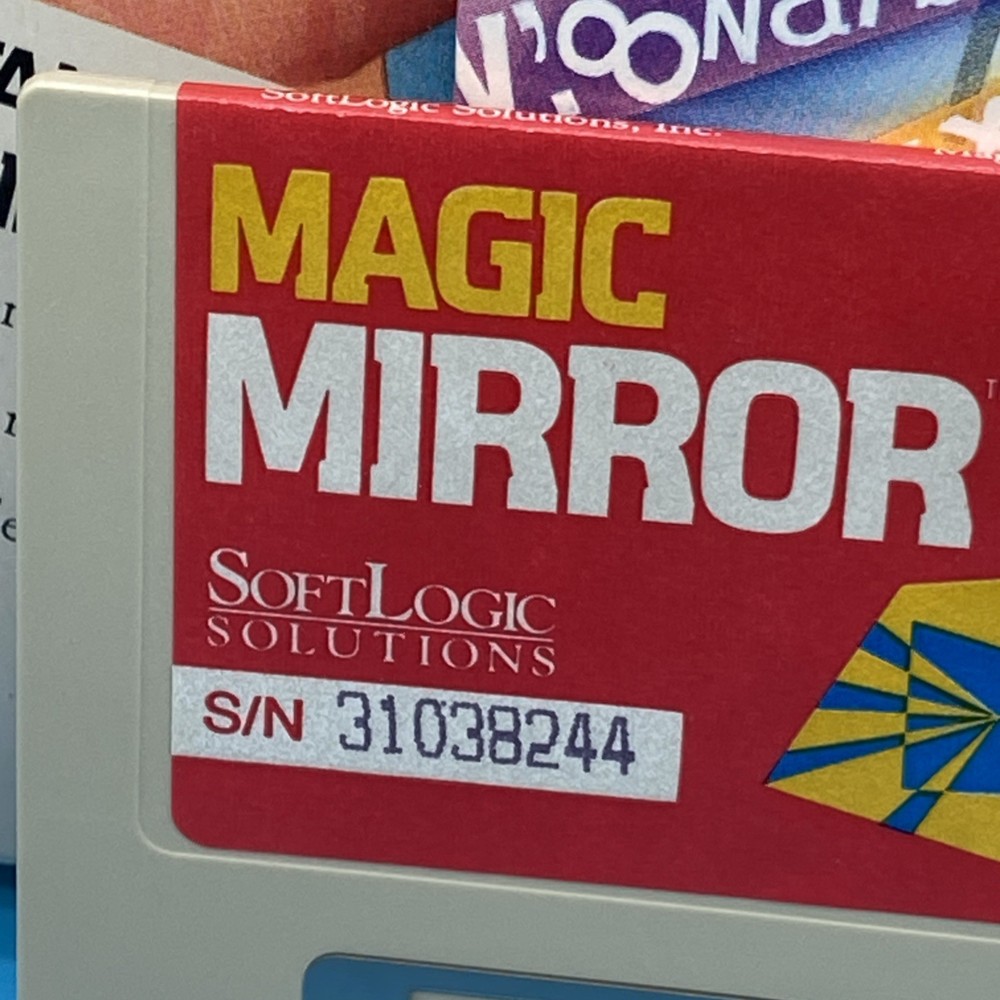 SoftLogic Solutions, Inc.
MAGIC
MIRROR
SOFTLOGIC
SOLUTIONS
S/N 31038244